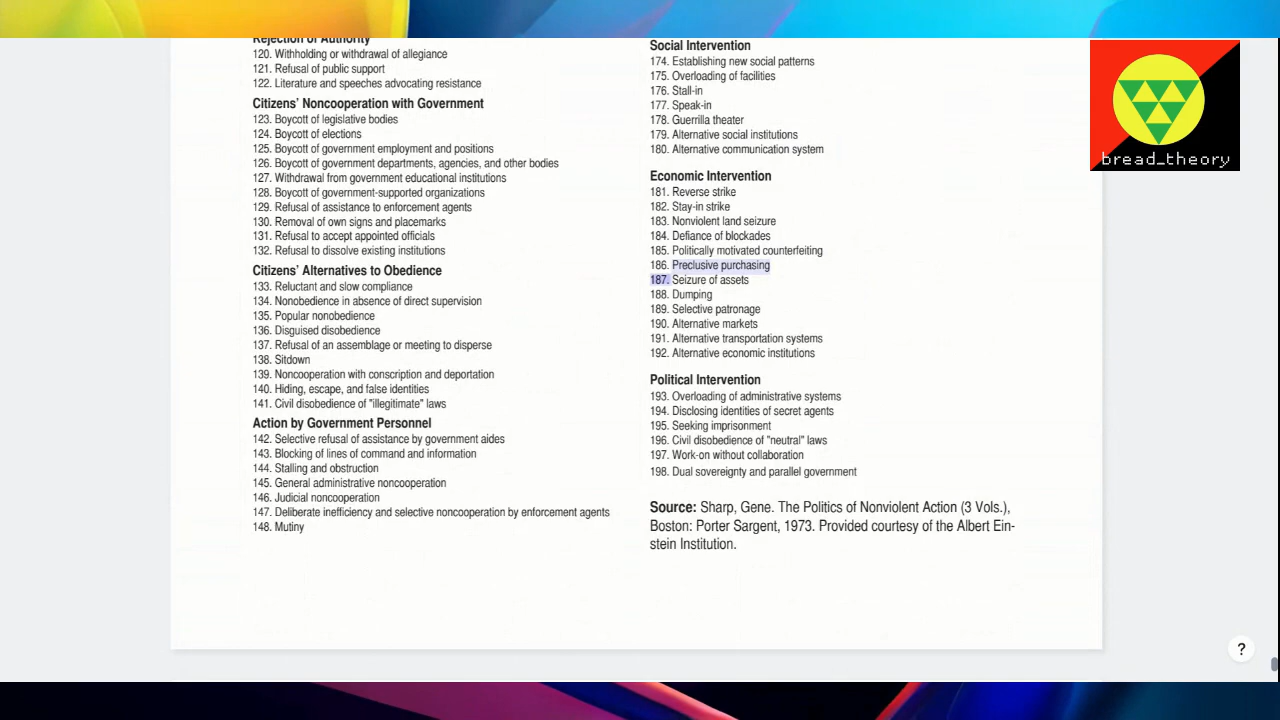 Rejection of Authority
120. Withholding or withdrawal of allegiance
121. Refusal of public support
122. Literature and speeches advocating resistance
Citizens' Noncooperation with Government
123. Boycott of legislative bodies
124. Boycott of elections
125. Boycott of government employment and positions
126. Boycott of government departments, agencies, and other bodies
127. Withdrawal from government educational institutions
128. Boycott of government-supported organizations
129. Refusal of assistance to enforcement agents
130. Removal of own signs and placemarks
131. Refusal to accept appointed officials
132. Refusal to dissolve existing institutions
Citizens' Alternatives to Obedience
133. Reluctant and slow compliance
134. Nonobedience in absence of direct supervision
135. Popular nonobedience
136. Disguised disobedience
137. Refusal of an assemblage or meeting to disperse
138. Sitdown
139. Noncooperation with conscription and deportation
140. Hiding, escape, and false identities
141. Civil disobedience of "illegitimate" laws
Action by Government Personnel
142. Selective refusal of assistance by government aides
143. Blocking of lines of command and information
144. Stalling and obstruction
145. General administrative noncooperation
146. Judicial noncooperation
147. Deliberate inefficiency and selective noncooperation by enforcement agents
148. Mutiny
Social Intervention
174. Establishing new social patterns
175. Overloading of facilities
176. Stall-in
177. Speak-in
178. Guerrilla theater
179. Alternative social institutions
180. Alternative communication system
Economic Intervention
181. Reverse strike
182. Stay-in strike
183. Nonviolent land seizure
184. Defiance of blockades
185. Politically motivated counterfeiting
186. Preclusive purchasing
187. Seizure of assets
188. Dumping
189. Selective patronage
190. Alternative markets
191. Alternative transportation systems
192. Alternative economic institutions
Political Intervention
193. Overloading of administrative systems
194. Disclosing identities of secret agents
195. Seeking imprisonment
196. Civil disobedience of "neutral" laws
197. Work-on without collaboration
198. Dual sovereignty and parallel government
Source: Sharp, Gene. The Politics of Nonviolent Action (3 Vols.),
Boston: Porter Sargent, 1973. Provided courtesy of the Albert Ein-
stein Institution.
bread_theory
?